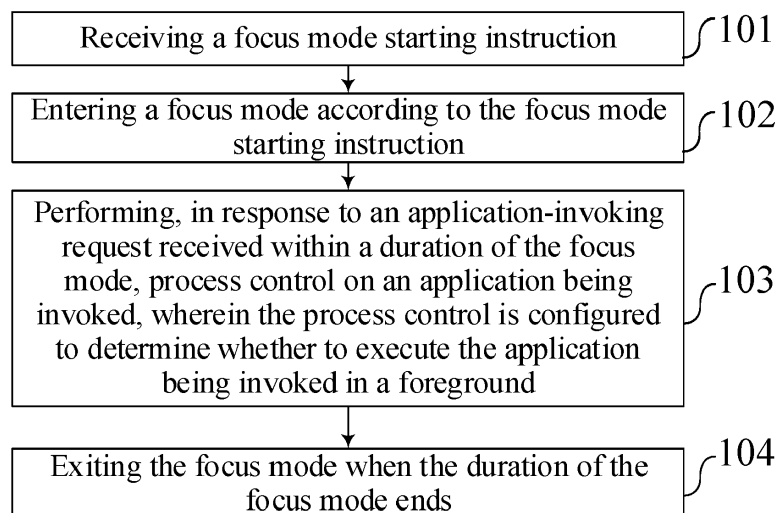 Receiving a focus mode starting instruction
101
Entering a focus mode according to the focus mode
starting instruction
102
Performing, in response to an application-invoking
request received within a duration of the focus
mode, process control on an application being
invoked, wherein the process control is configured
to determine whether to execute the application
being invoked in a foreground
103
Exiting the focus mode when the duration of the
focus mode ends
104